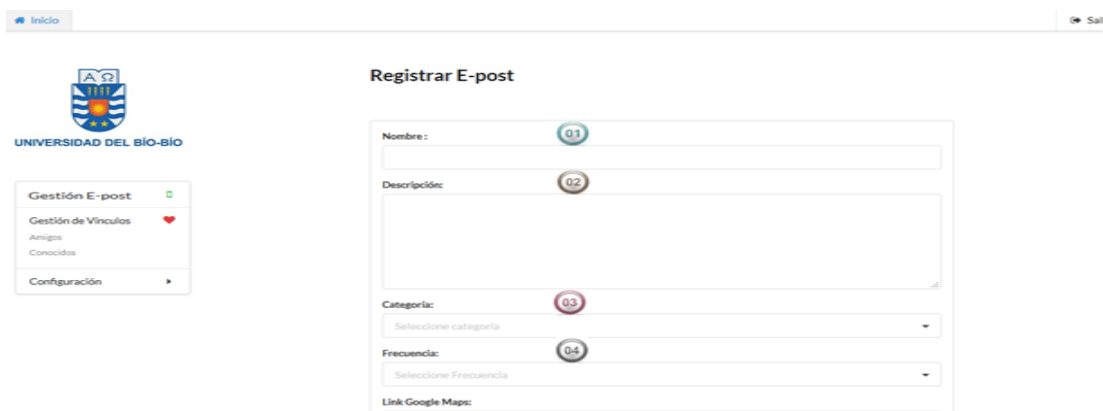 Inicio
Sal
ΑΩ
UNIVERSIDAD DEL BÍO-BÍO
Gestión E-post
Gestión de Vínculos
Amigos
Conocidos
Configuración
Registrar E-post
Nombre :
01
Descripción:
02
Categoría:
03
Seleccione categoría
Frecuencia:
04
Seleccione Frecuencia
Link Google Maps: